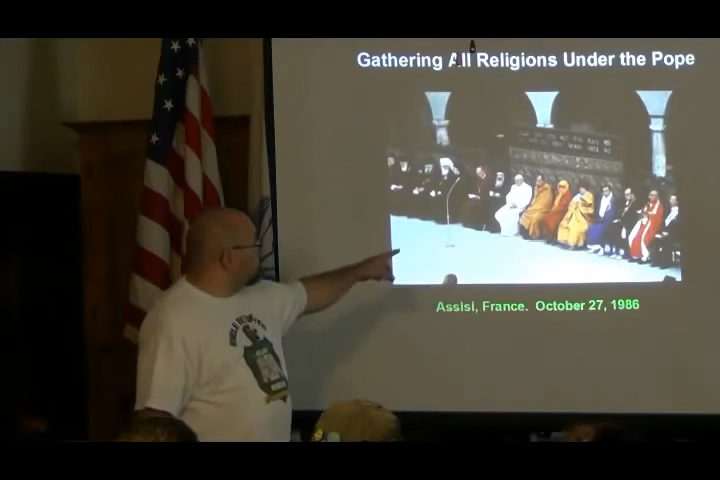 Gathering All Religions Under the Pope
Assisi, France. October 27, 1986